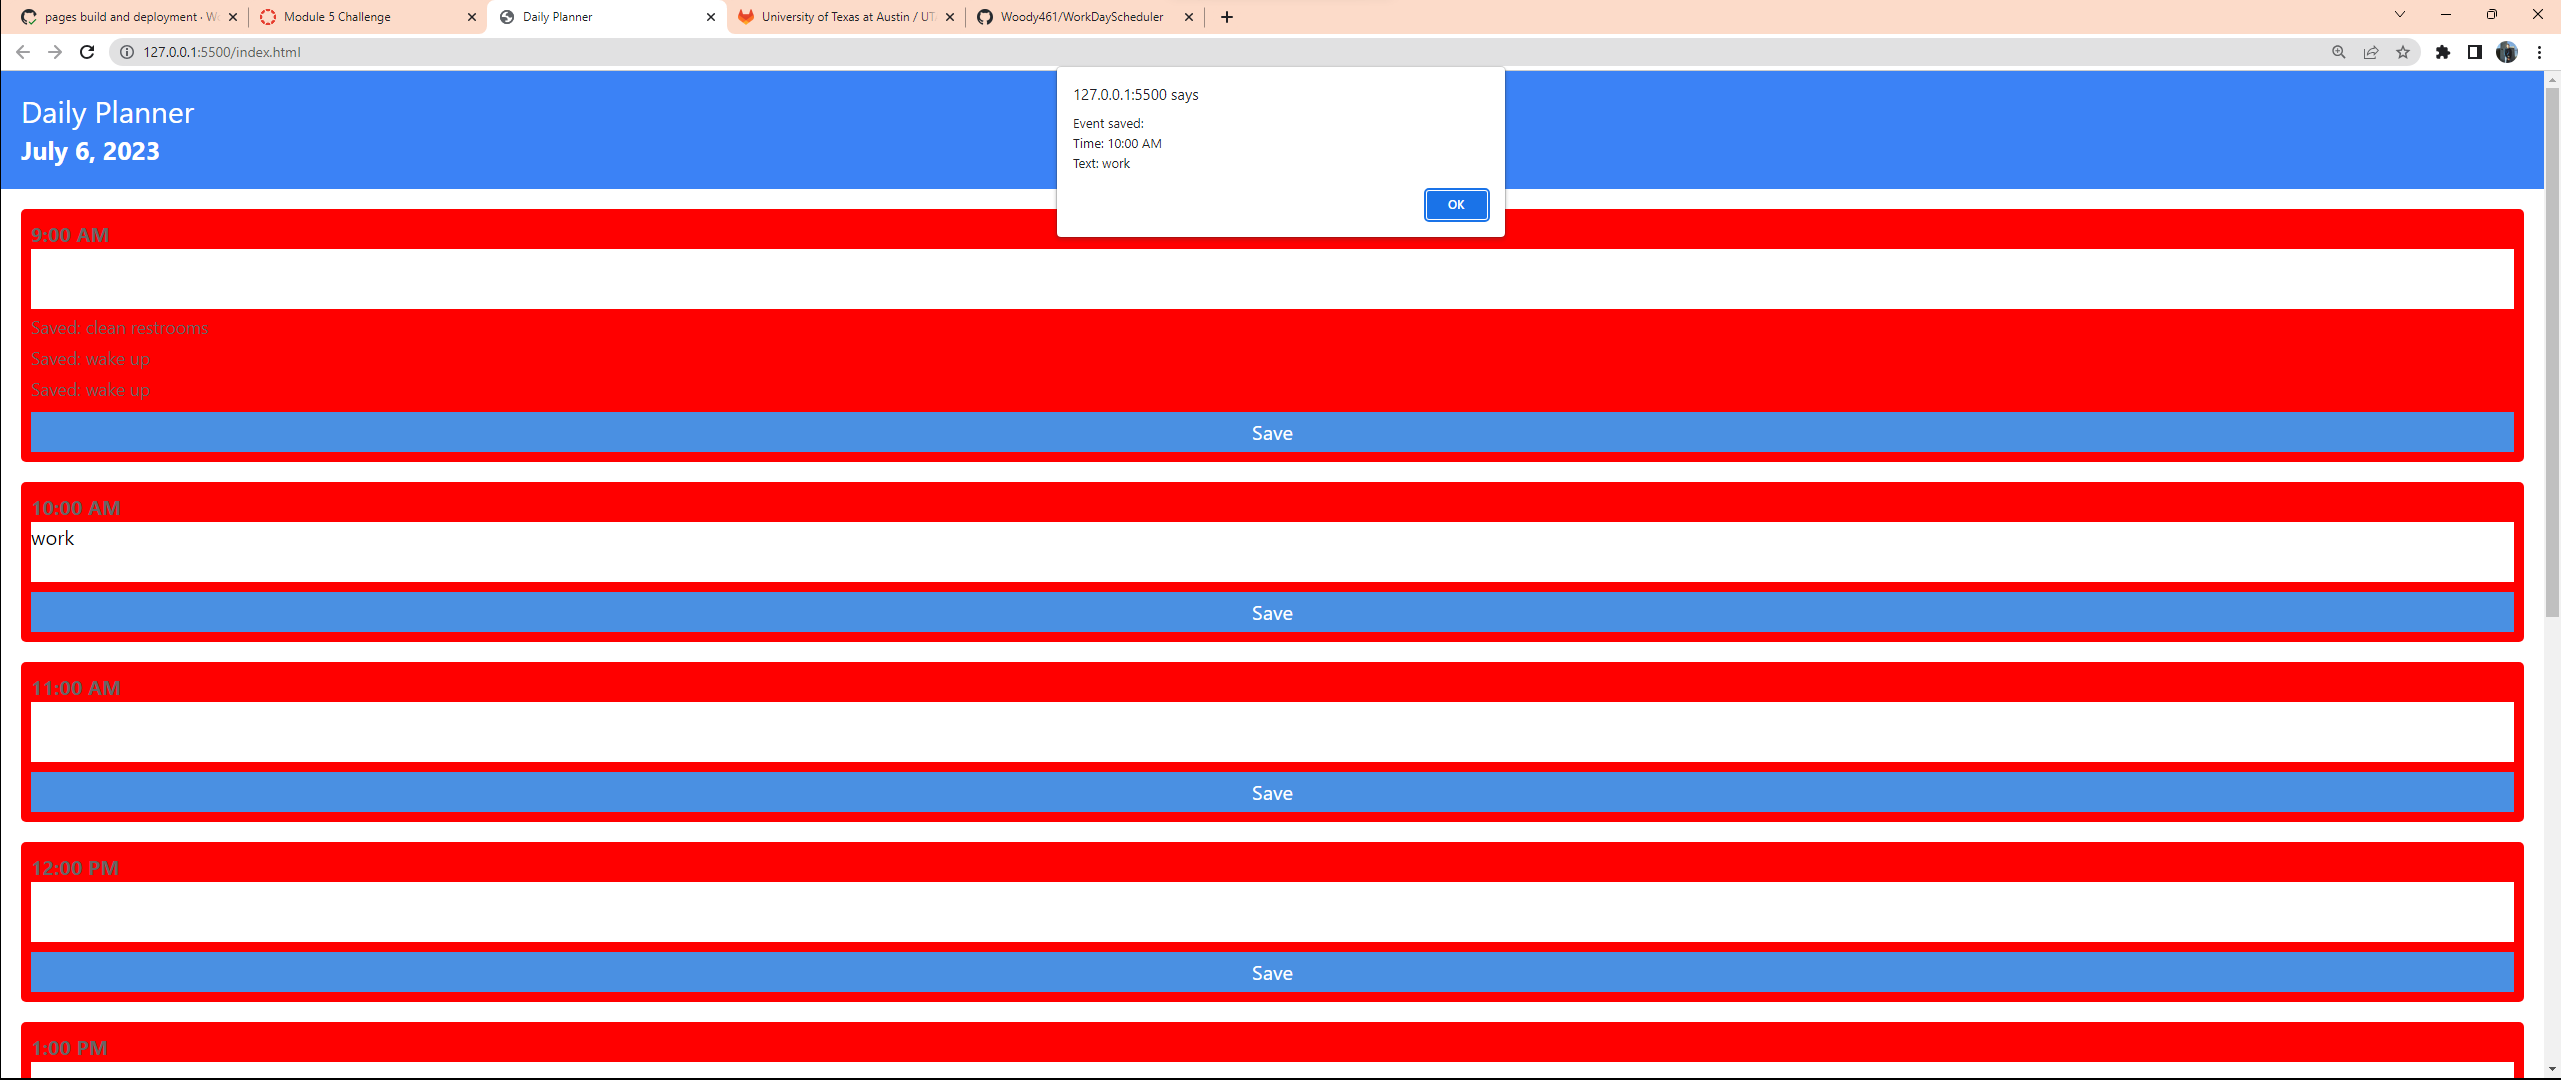 pages build and deployment · Wo
Module 5 Challenge
Daily Planner
University of Texas at Austin / UT
Woody461/WorkDayScheduler
127.0.0.1:5500/index.html
Daily Planner
July 6, 2023
127.0.0.1:5500 says
Event saved:
Time: 10:00 AM
Text: work
OK
9:00 AM
Saved: clean restrooms
Saved: wake up
Saved: wake up
Save
10:00 AM
work
Save
11:00 AM
Save
12:00 PM
Save
1:00 PM